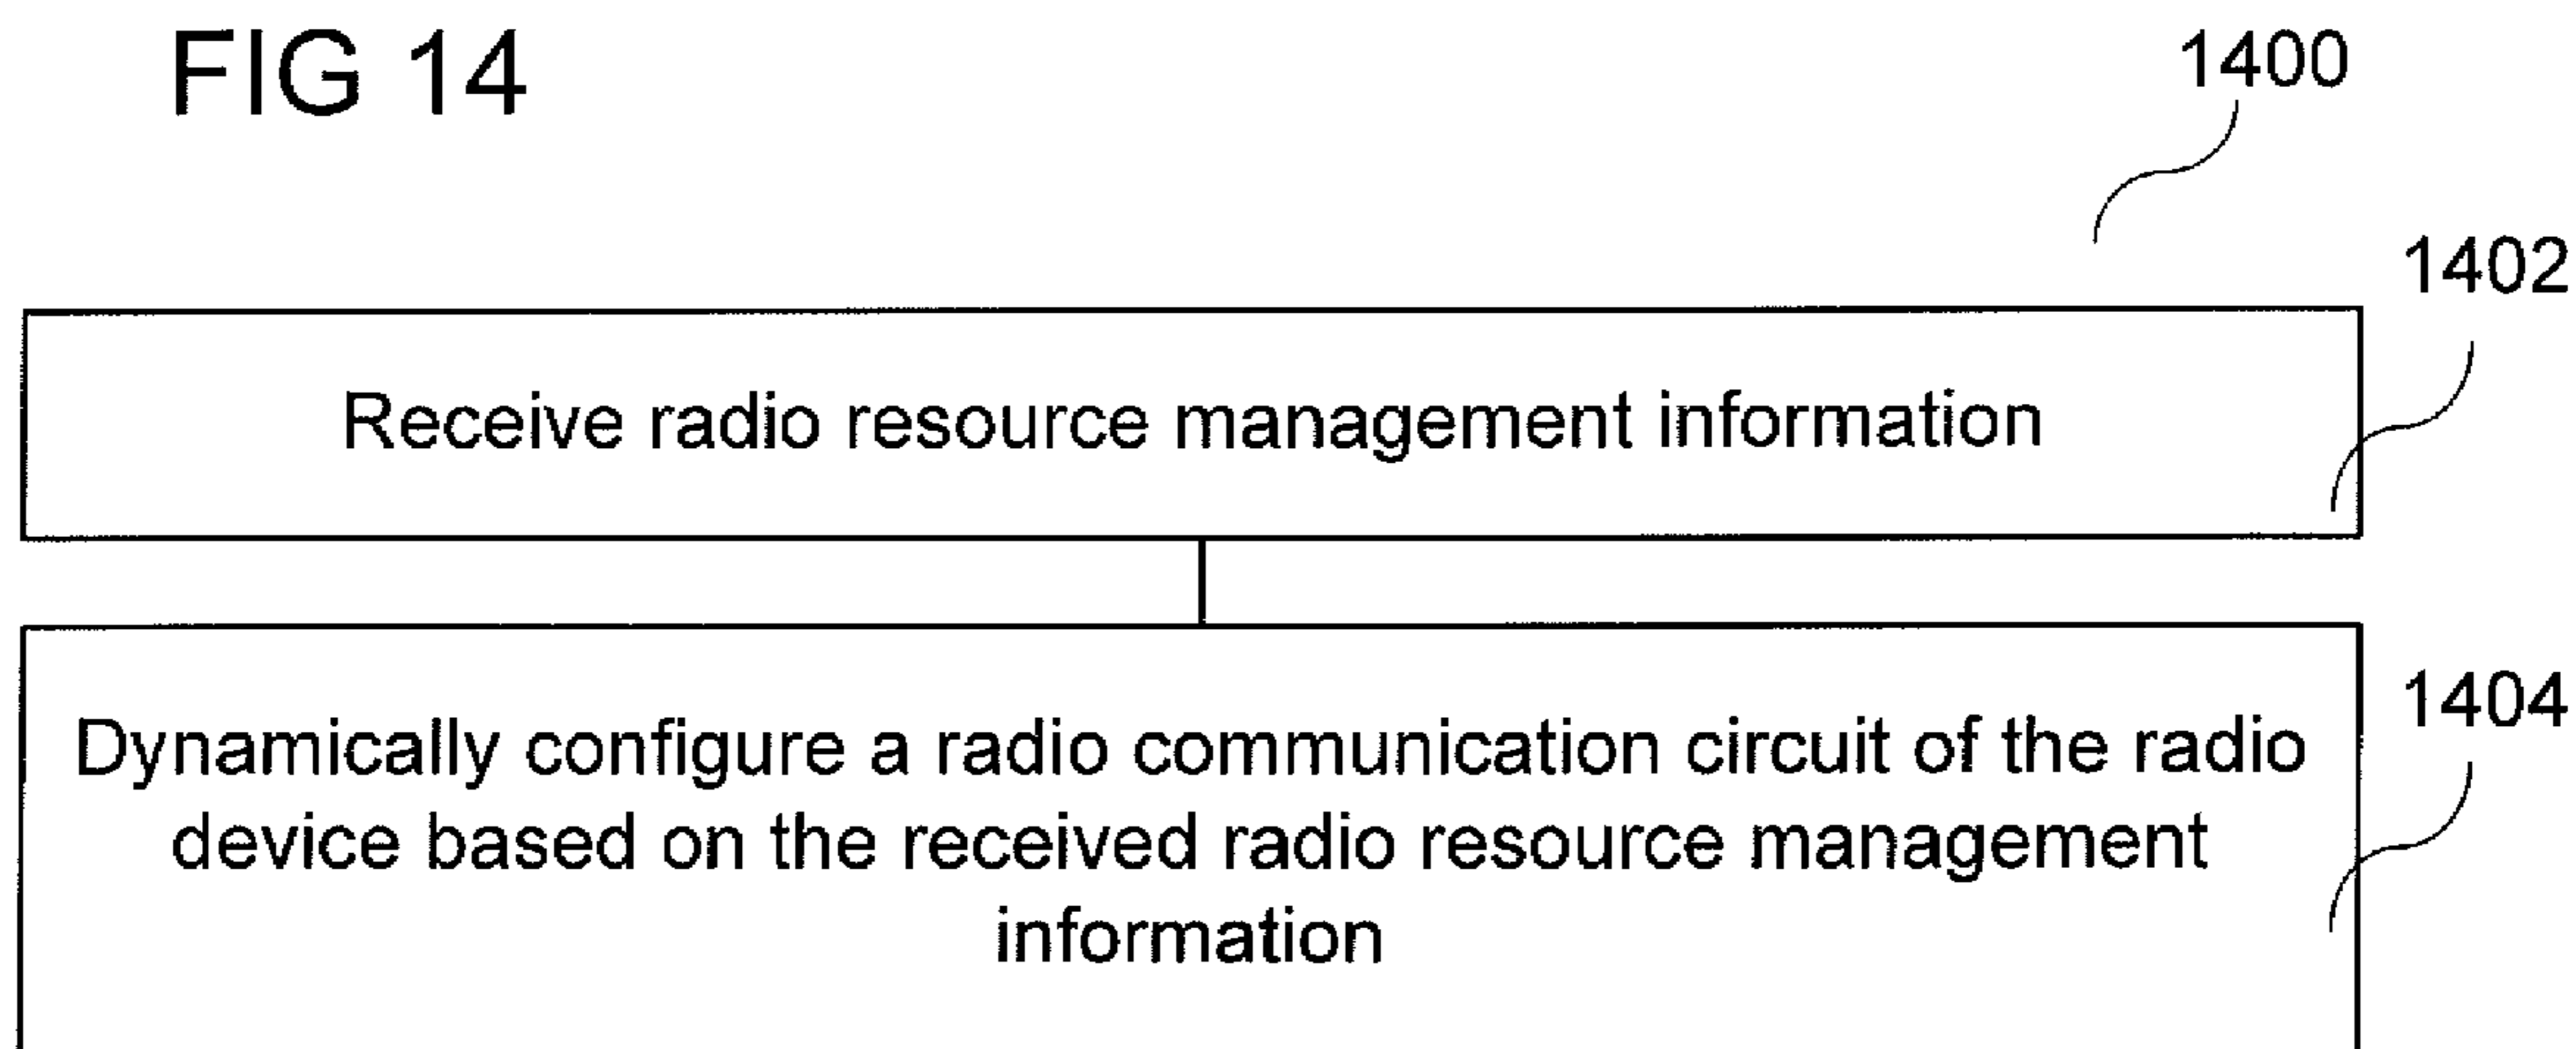 FIG 14
1400
1402
Receive radio resource management information
1404
Dynamically configure a radio communication circuit of the radio
device based on the received radio resource management
information